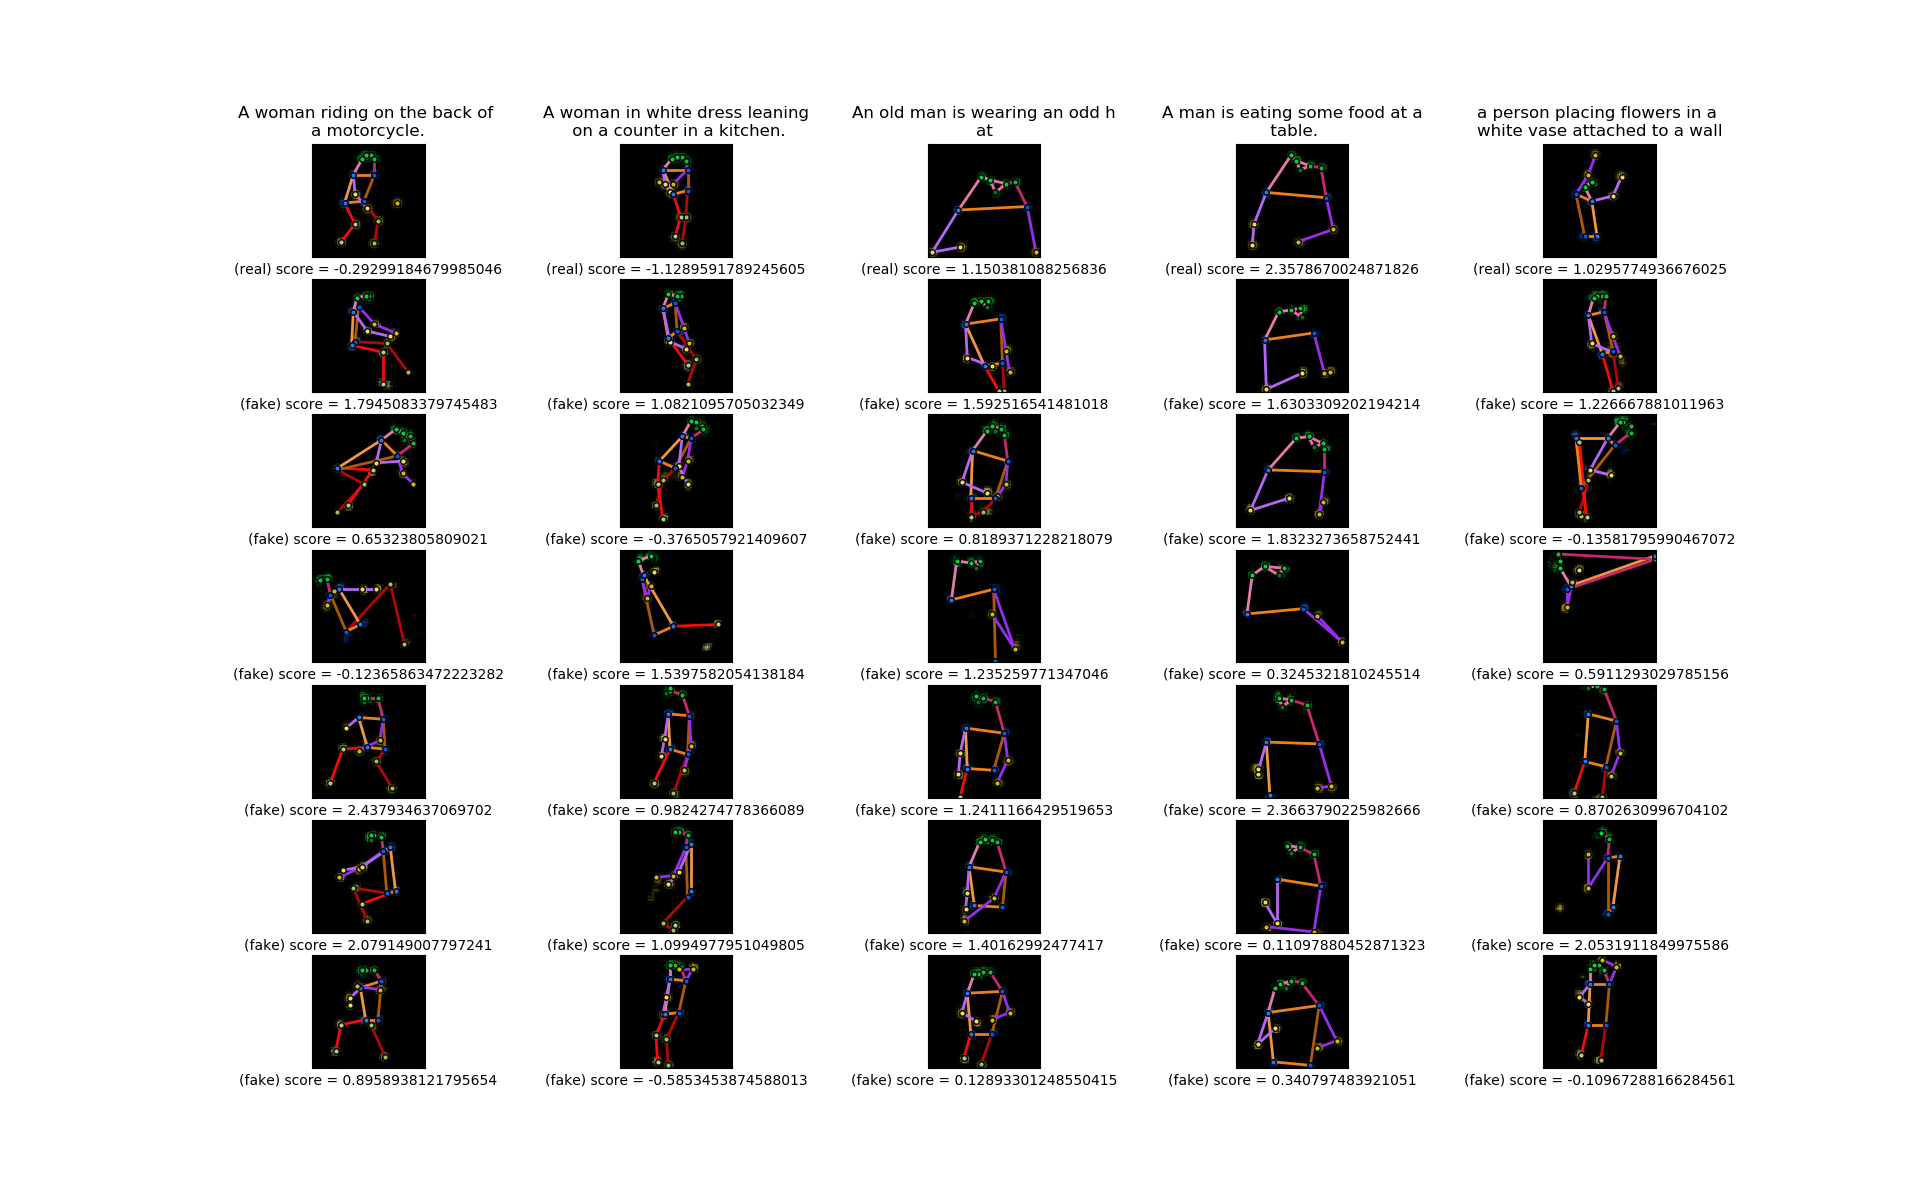 A woman riding on the back of
a motorcycle.
A woman in white dress leaning
on a counter in a kitchen.
An old man is wearing an odd h
at
A man is eating some food at a
table.
a person placing flowers in a
white vase attached to a wall
(real) score = -0.29299184679985046
(real) score = -1.1289591789245605
(real) score = 1.150381088256836
(real) score = 2.3578670024871826
(real) score = 1.0295774936676025
(fake) score = 1.7945083379745483
(fake) score = 1.0821095705032349
(fake) score = 1.592516541481018
(fake) score = 1.6303309202194214
(fake) score = 1.226667881011963
(fake) score = 0.65323805809021
(fake) score = -0.3765057921409607
(fake) score = 0.8189371228218079
(fake) score = 1.8323273658752441
(fake) score = -0.13581795990467072
(fake) score = -0.12365863472223282
(fake) score = 1.5397582054138184
(fake) score = 1.235259771347046
(fake) score = 0.3245321810245514
(fake) score = 0.5911293029785156
(fake) score = 2.437934637069702
(fake) score = 0.9824274778366089
(fake) score = 1.2411166429519653
(fake) score = 2.3663790225982666
(fake) score = 0.8702630996704102
(fake) score = 2.079149007797241
(fake) score = 1.0994977951049805
(fake) score = 1.40162992477417
(fake) score = 0.11097880452871323
(fake) score = 2.0531911849975586
(fake) score = 0.8958938121795654
(fake) score = -0.5853453874588013
(fake) score = 0.12893301248550415
(fake) score = 0.340797483921051
(fake) score = -0.10967288166284561